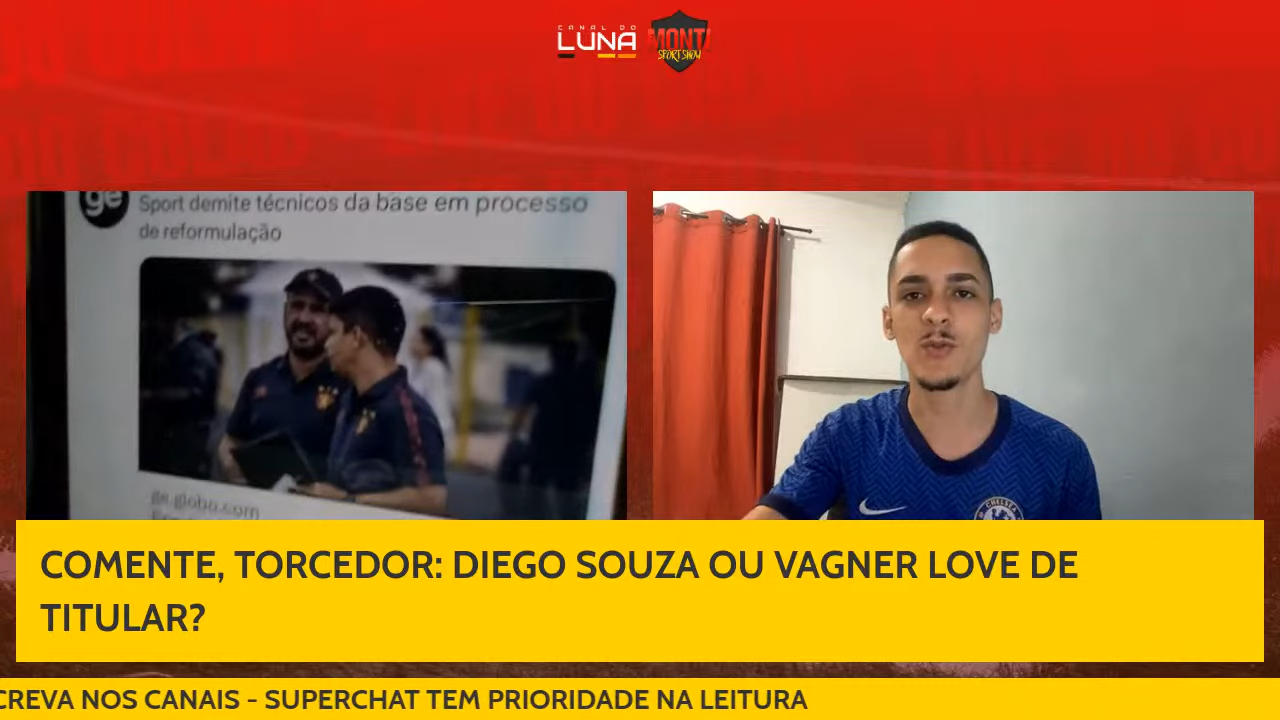 CANAL DO
LUNA
MONT
SPORT SHOW
ge
Sport demite técnicos da base em processo
de reformulação
ge.globo.com
CHELSEA
COMENTE, TORCEDOR: DIEGO SOUZA OU VAGNER LOVE DE
TITULAR?
CREVA NOS CANAIS - SUPERCHAT TEM PRIORIDADE NA LEITURA